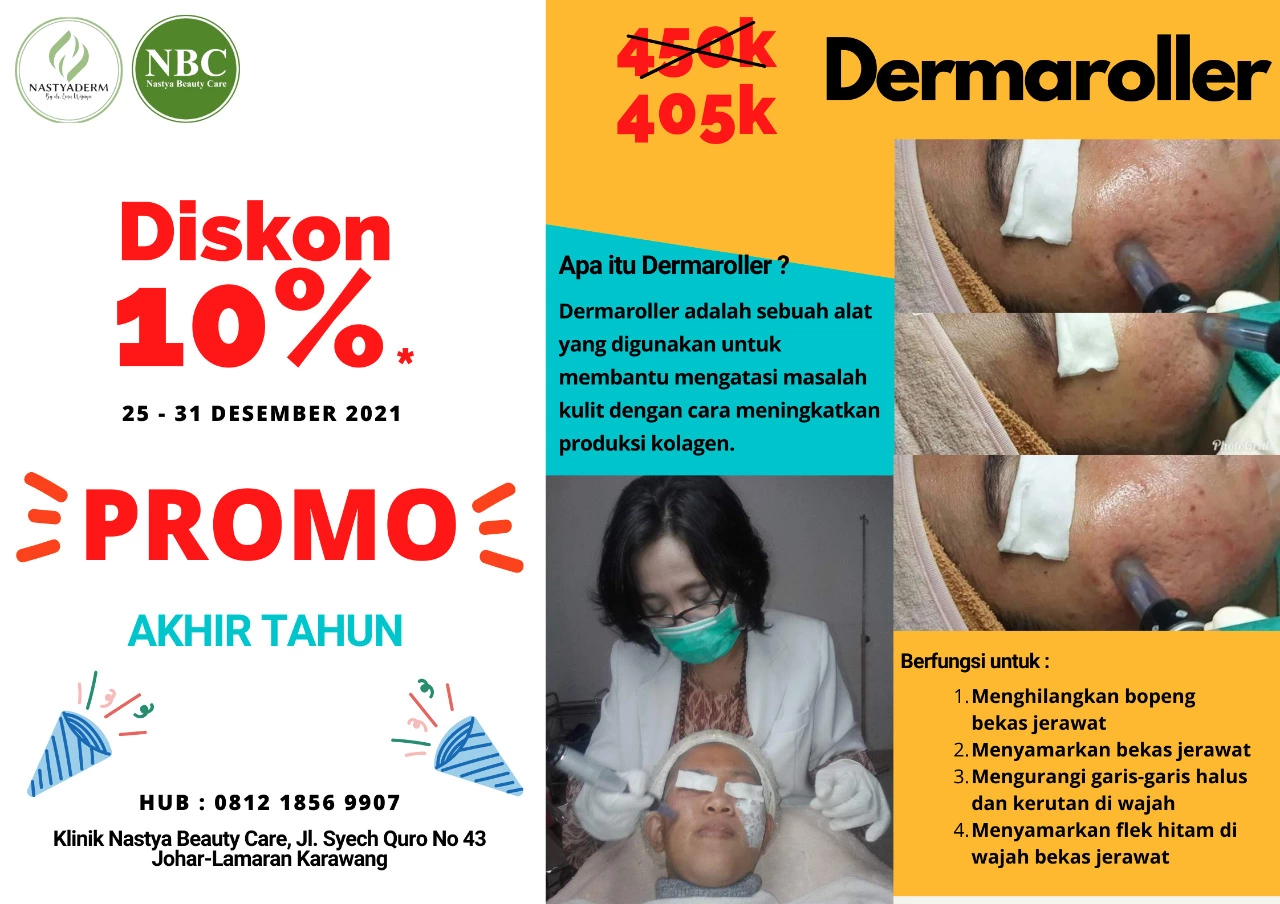 NASTYADERM
NBC
Nastya Beauty Care
Diskon
10%.*
25 - 31 DESEMBER 2021
PROMO
AKHIR TAHUN
HUB : 0812 1856 9907
Klinik Nastya Beauty Care, Jl. Syech Quro No 43
Johar-Lamaran Karawang
450k
405k
Dermaroller
Apa itu Dermaroller ?
Dermaroller adalah sebuah alat
yang digunakan untuk
membantu mengatasi masalah
kulit dengan cara meningkatkan
produksi kolagen.
Berfungsi untuk :
1. Menghilangkan bopeng
bekas jerawat
2. Menyamarkan bekas jerawat
3. Mengurangi garis-garis halus
dan kerutan di wajah
4. Menyamarkan flek hitam di
wajah bekas jerawat